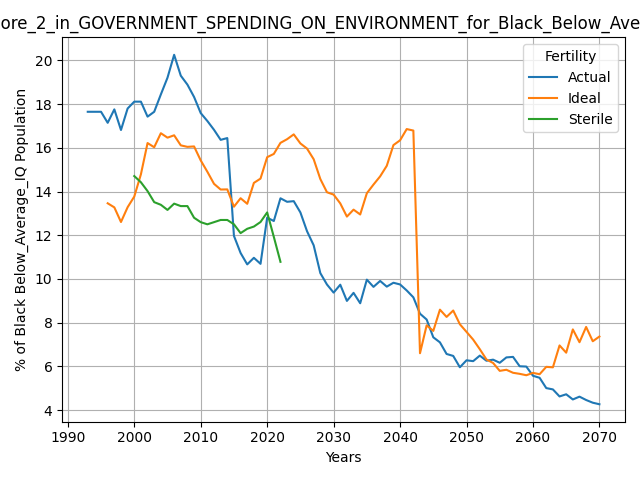 ore_2_in_GOVERNMENT_SPENDING_ON_ENVIRONMENT_for_Black_Below_Ave
Fertility
Actual
Ideal
Sterile
% of Black Below_Average_IQ Population
20
18
16
14
12
10
8
6
4
1990 2000 2010 2020 2030 2040 2050 2060 2070
Years